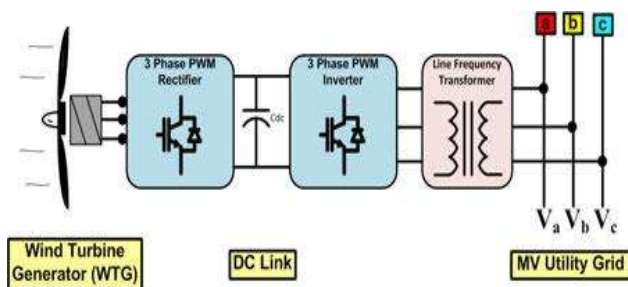 a b c
3 Phase PWM
Rectifier
3 Phase PWM
Inverter
Line Frequency
Transformer
Cdc
Va Vb Vc
Wind Turbine
Generator (WTG)
DC Link
MV Utility Grid